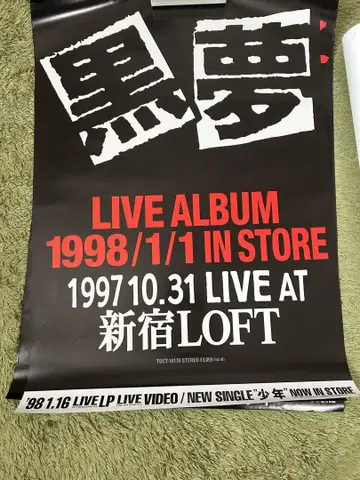 黒夢
LIVE ALBUM
1998/1/1 IN STORE
1997 10.31 LIVE AT
新宿LOFT
'98 1.16 LIVE LP LIVE VIDEO / NEW SINGLE "少年" NOW IN STORE